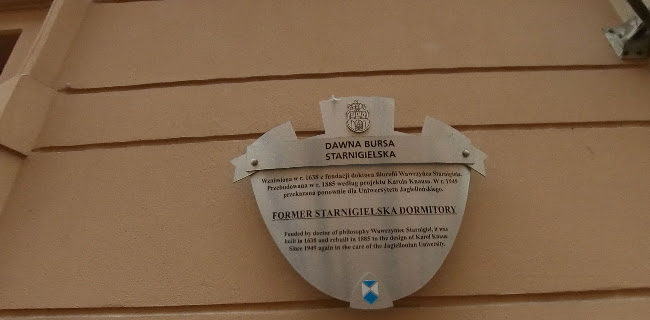 DAWNA BURSA
STARNIGIELSKA
Wzniesiona w r. 1638 z fundacji doktora filozofii Wawrzyńca Starnigiela.
Przebudowana w r. 1885 według projektu Karola Knausa. W r. 1949
przekazana ponownie dla Uniwersytetu Jagiellońskiego.
FORMER STARNIGIELSKA DORMITORY
Funded by doctor of philosophy Wawrzyniec Starnigiel, it was
built in 1638 and rebuilt in 1885 to the design of Karol Knaus.
Since 1949 again in the care of the Jagiellonian University.